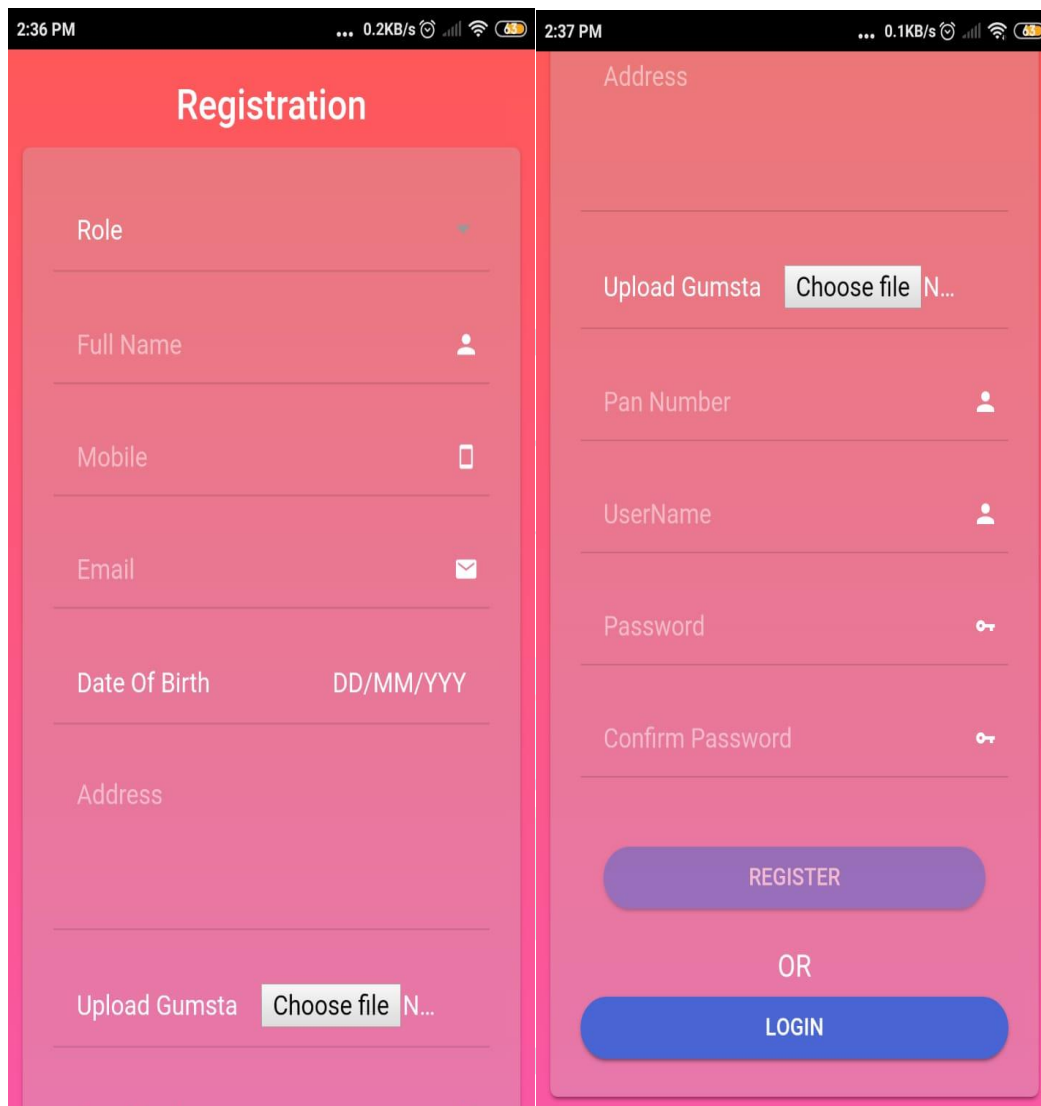 2:36 PM ... 0.2KB/s 63
Registration
Role
Full Name
Mobile
Email
Date Of Birth DD/MM/YYY
Address
Upload Gumsta Choose file N...
2:37 PM ... 0.1KB/s 63
Address
Upload Gumsta Choose file N...
Pan Number
UserName
Password
Confirm Password
REGISTER
OR
LOGIN